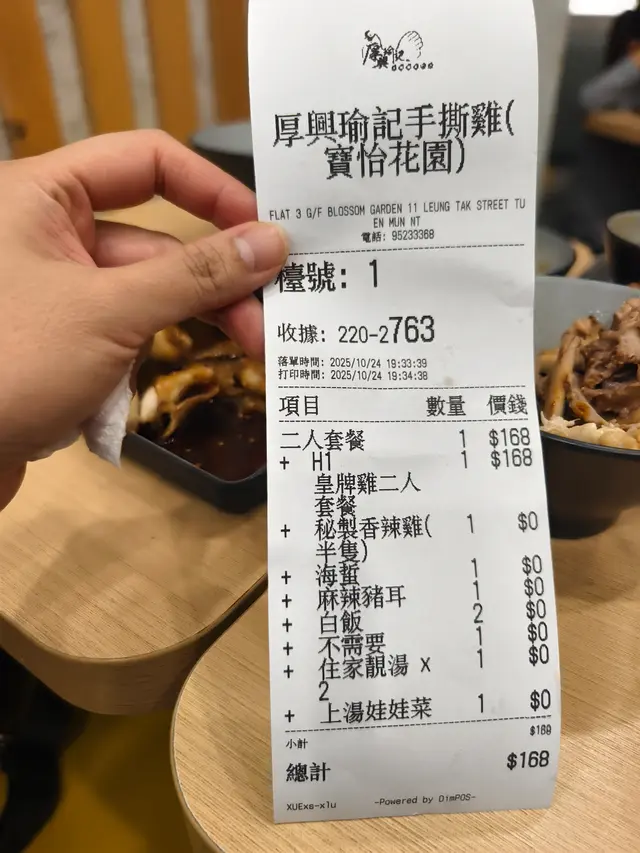 厚興瑜記手撕雞(
寶怡花園)
FLAT 3 G/F BLOSSOM GARDEN 11 LEUNG TAK STREET TU
EN MUN NT
電話: 95233368
檯號: 1
收據: 220-2763
落單時間: 2025/10/24 19:33:39
打印時間: 2025/10/24 19:34:38
項目 數量 價錢
二人套餐 1 $168
+ H1 1 $168
皇牌雞二人
套餐
+ 秘製香辣雞( 1 $0
半隻)
+ 海蜇 1 $0
+ 麻辣豬耳 1 $0
+ 白飯 2 $0
+ 不需要 1 $0
+ 住家靚湯 x 1 $0
2
+ 上湯娃娃菜 1 $0
小計 $168
總計 $168
XUExs-xlu -Powered by DimPOS-